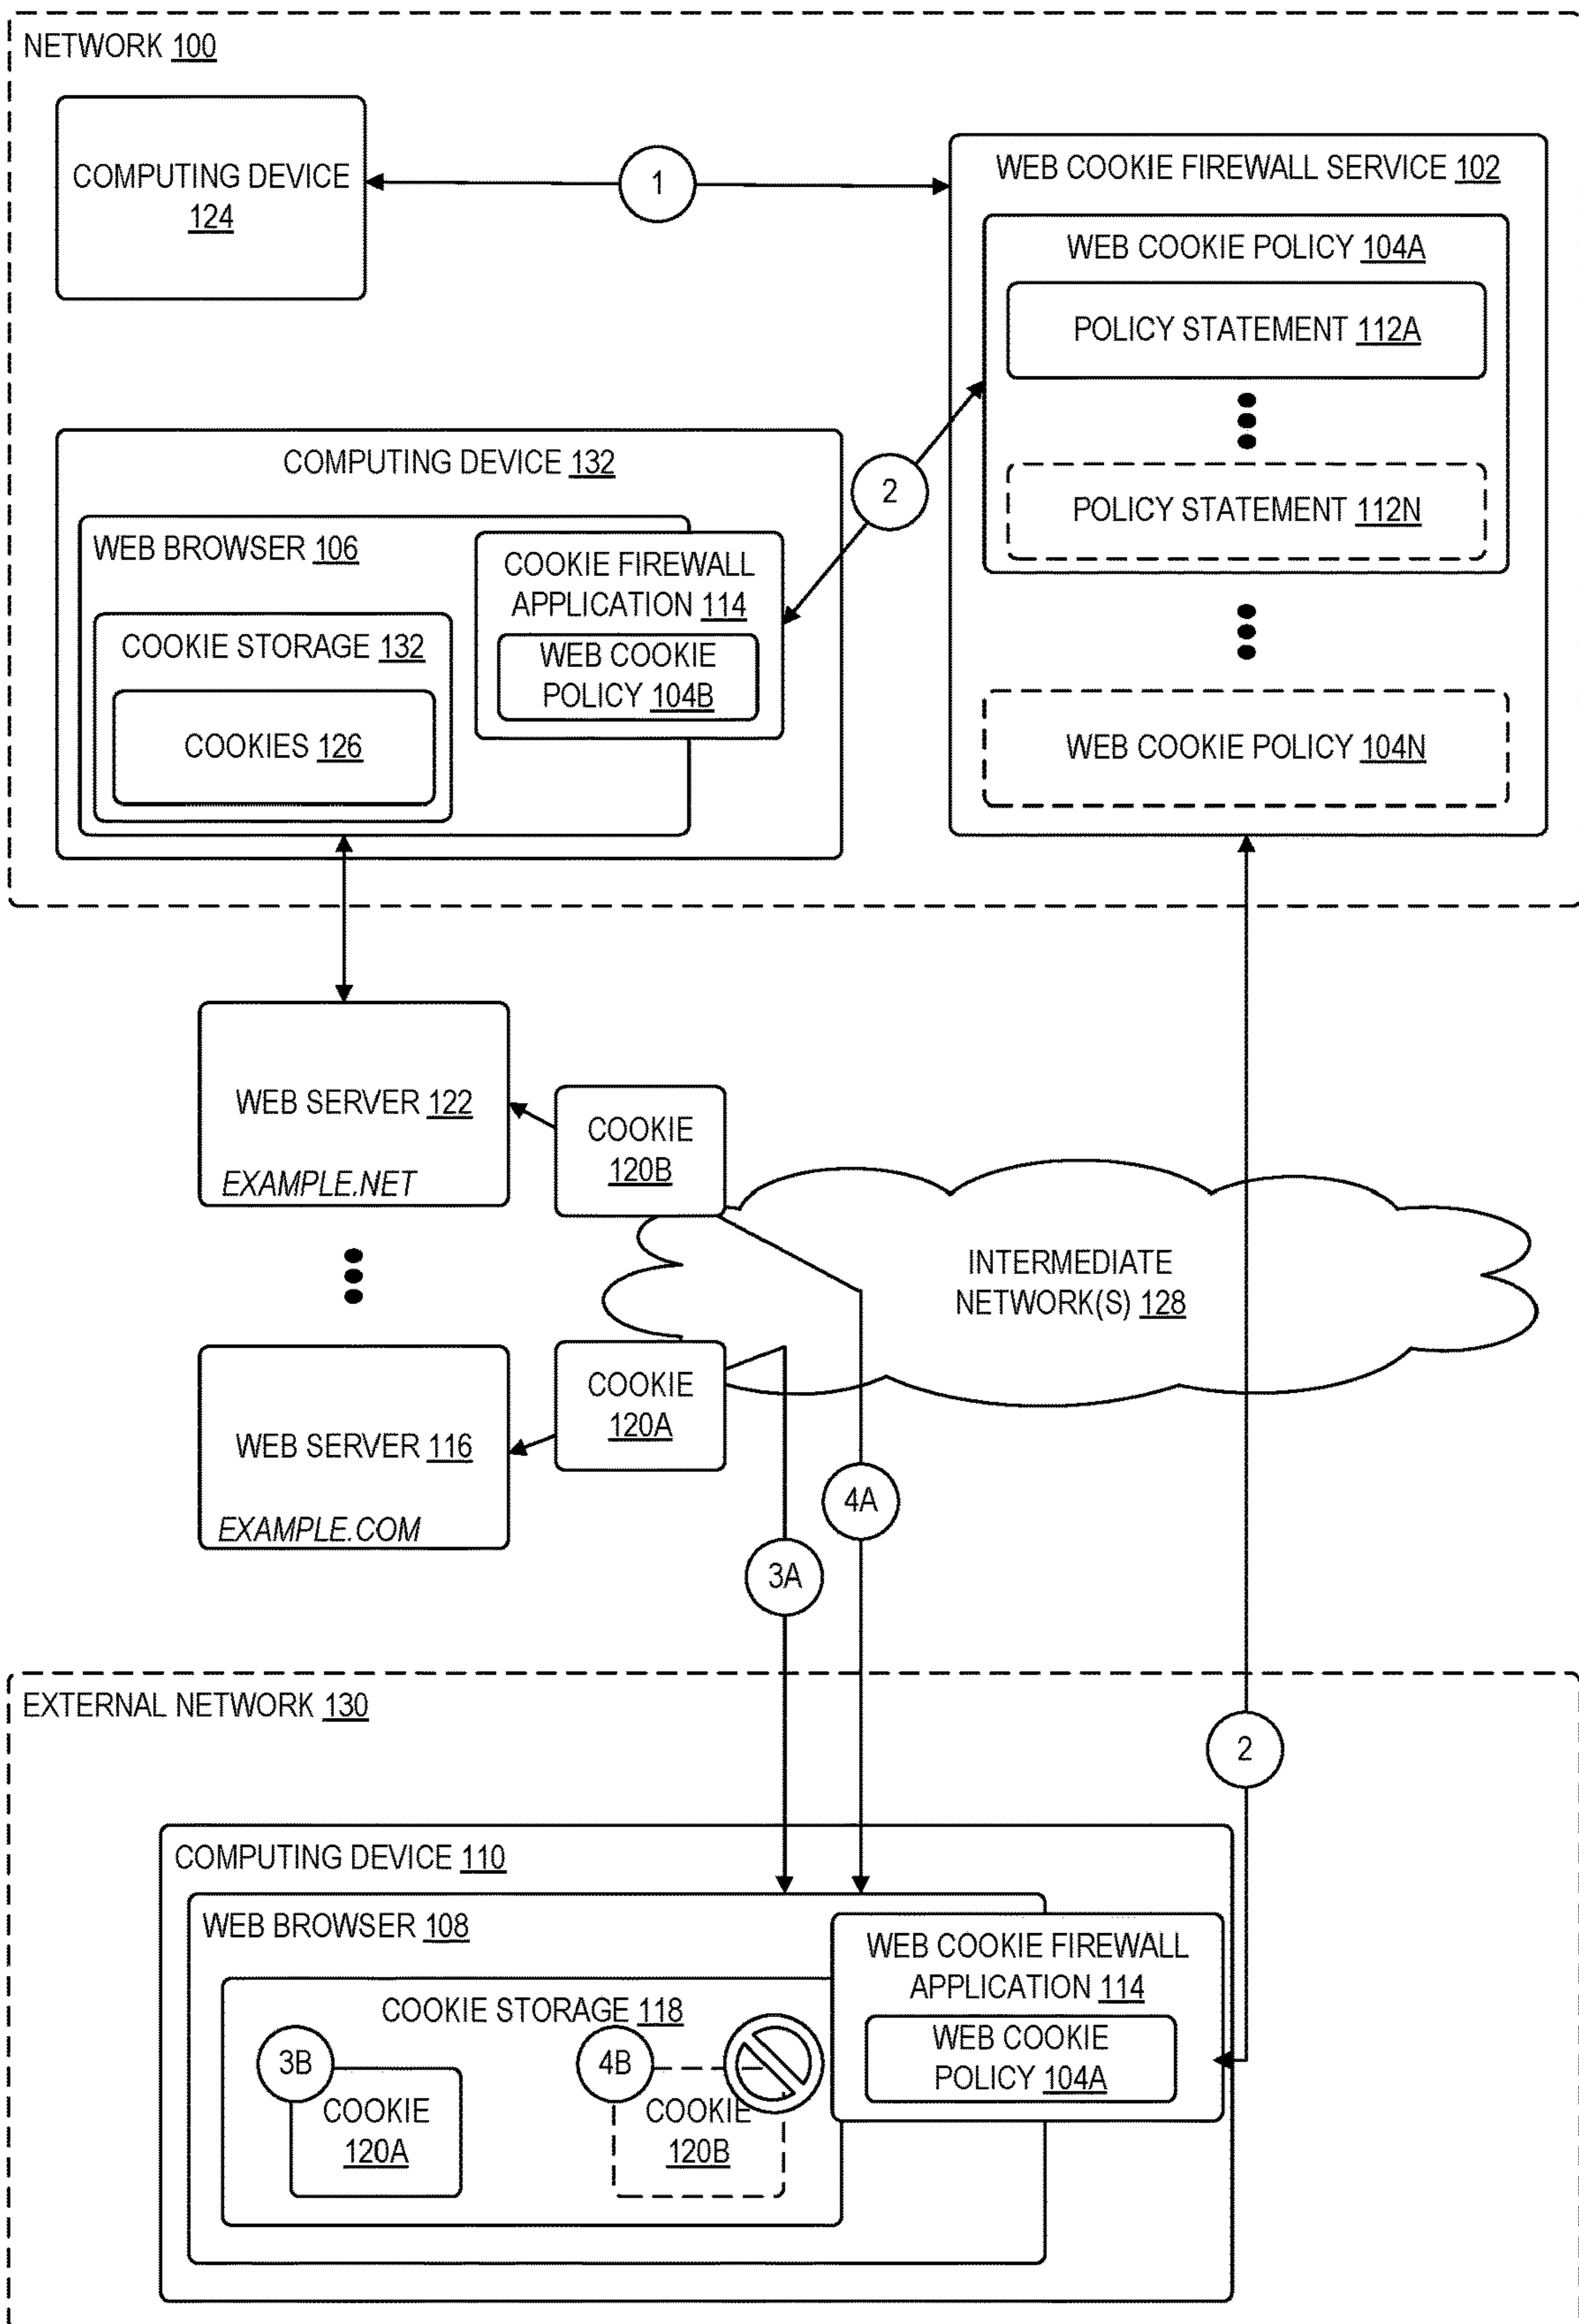 NETWORK 100
COMPUTING DEVICE
124
1
WEB COOKIE FIREWALL SERVICE 102
WEB COOKIE POLICY 104A
POLICY STATEMENT 112A
POLICY STATEMENT 112N
WEB COOKIE POLICY 104N
2
COMPUTING DEVICE 132
WEB BROWSER 106
COOKIE FIREWALL
APPLICATION 114
WEB COOKIE
POLICY 104B
COOKIE STORAGE 132
COOKIES 126
WEB SERVER 122
EXAMPLE.NET
COOKIE
120B
INTERMEDIATE
NETWORK(S) 128
WEB SERVER 116
EXAMPLE.COM
COOKIE
120A
4A
3A
EXTERNAL NETWORK 130
2
COMPUTING DEVICE 110
WEB BROWSER 108
WEB COOKIE FIREWALL
APPLICATION 114
WEB COOKIE
POLICY 104A
COOKIE STORAGE 118
3B
COOKIE
120A
4B
COOKIE
120B